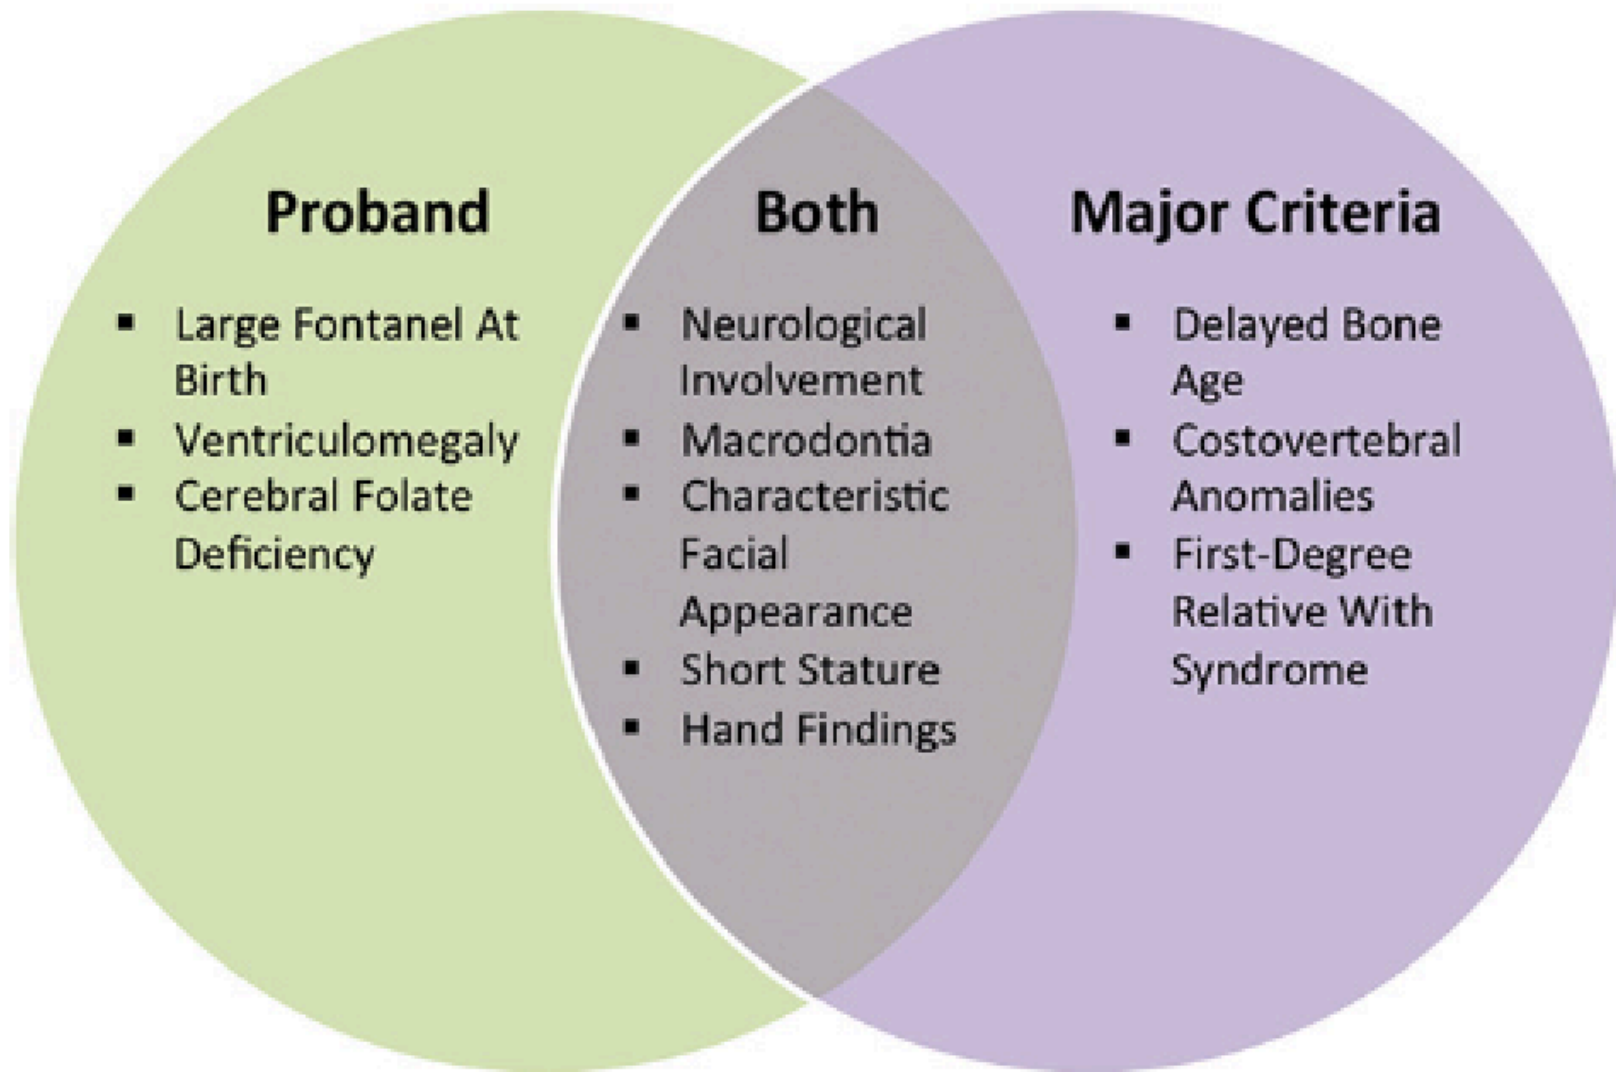 Proband
▪ Large Fontanel At
Birth
▪ Ventriculomegaly
▪ Cerebral Folate
Deficiency
Both
▪ Neurological
Involvement
▪ Macrodontia
▪ Characteristic
Facial
Appearance
▪ Short Stature
▪ Hand Findings
Major Criteria
▪ Delayed Bone
Age
▪ Costovertebral
Anomalies
▪ First-Degree
Relative With
Syndrome